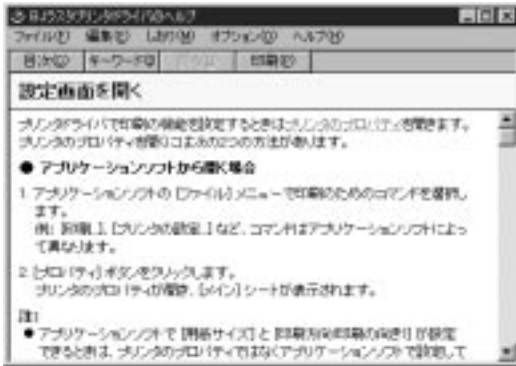 ファイル(F) 編集(E) しおり(M) オプション(O) ヘルプ(H)
目次(C) キーワード(S) 印刷(P)
設定画面を開く
プリンタドライバで印刷の機能を設定するときはプリンタのプロパティを開きます。
プリンタのプロパティを開くには次の2つの方法があります。
● アプリケーションソフトから開く場合
1 アプリケーションソフトの [ファイル] メニューで印刷のためのコマンドを選択し
ます。
例: [印刷...]、[プリンタの設定...] など、コマンドはアプリケーションソフトによっ
て異なります。
2 [プロパティ] ボタンをクリックします。
プリンタのプロパティが開き、[メイン] シートが表示されます。
注:
● アプリケーションソフトで [用紙サイズ] と [印刷方向(印刷の向き)] が設定
できるときは、プリンタのプロパティではなくアプリケーションソフトで設定して